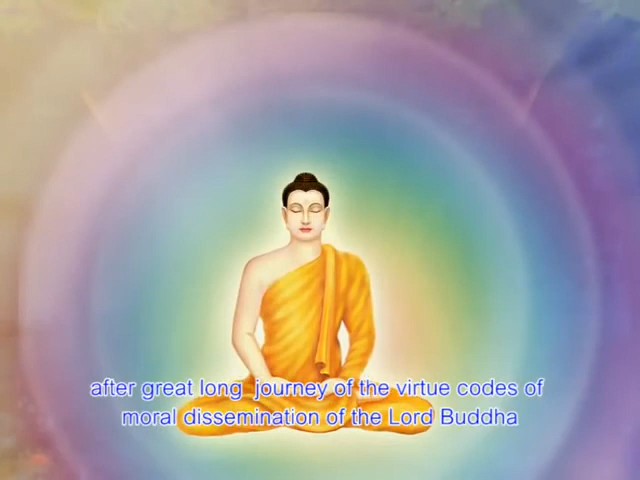 after great long journey of the virtue codes of
moral dissemination of the Lord Buddha